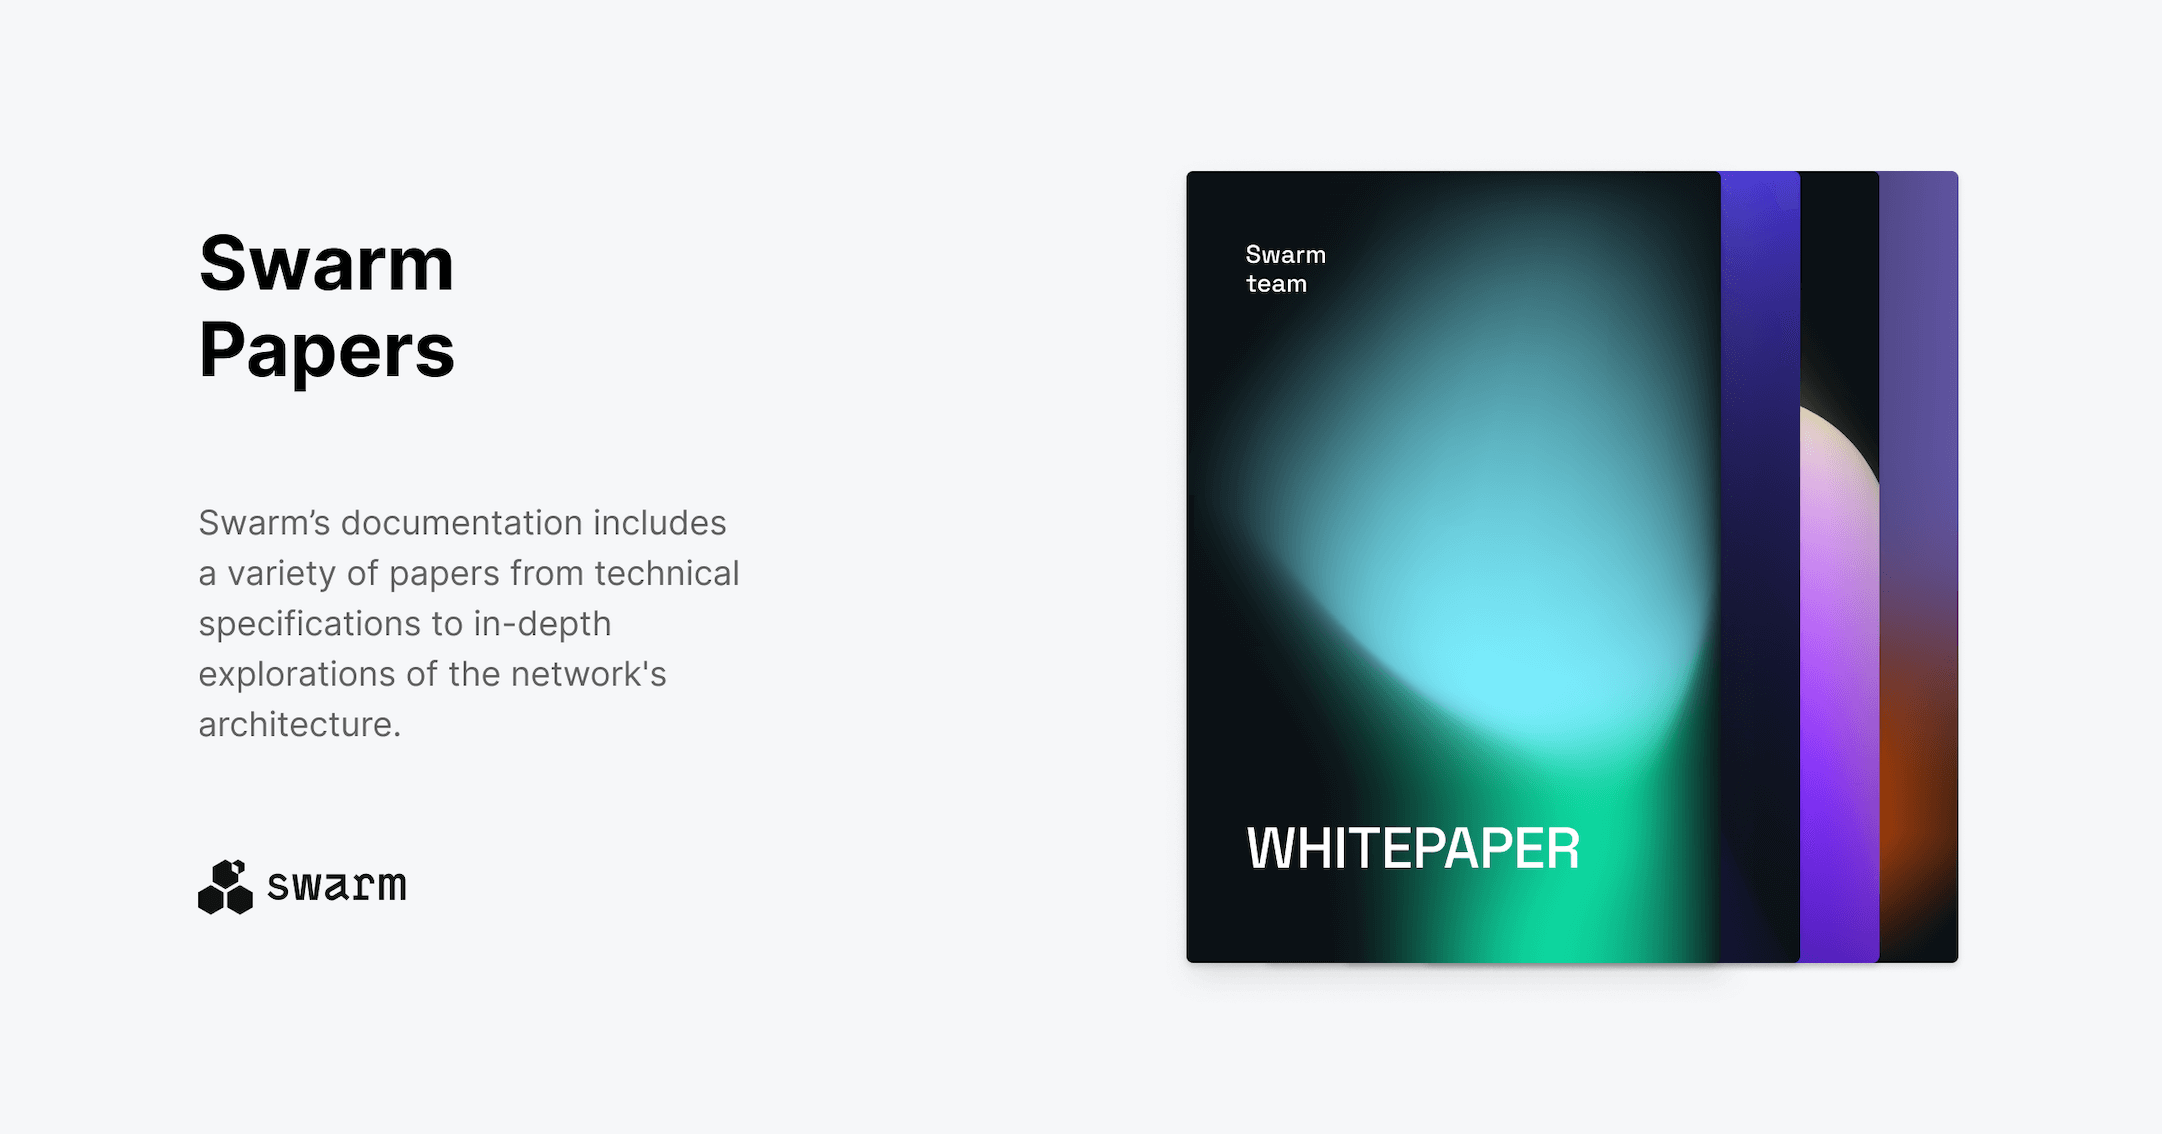 Swarm
Papers
Swarm’s documentation includes
a variety of papers from technical
specifications to in-depth
explorations of the network's
architecture.
swarm
Swarm
team
WHITEPAPER